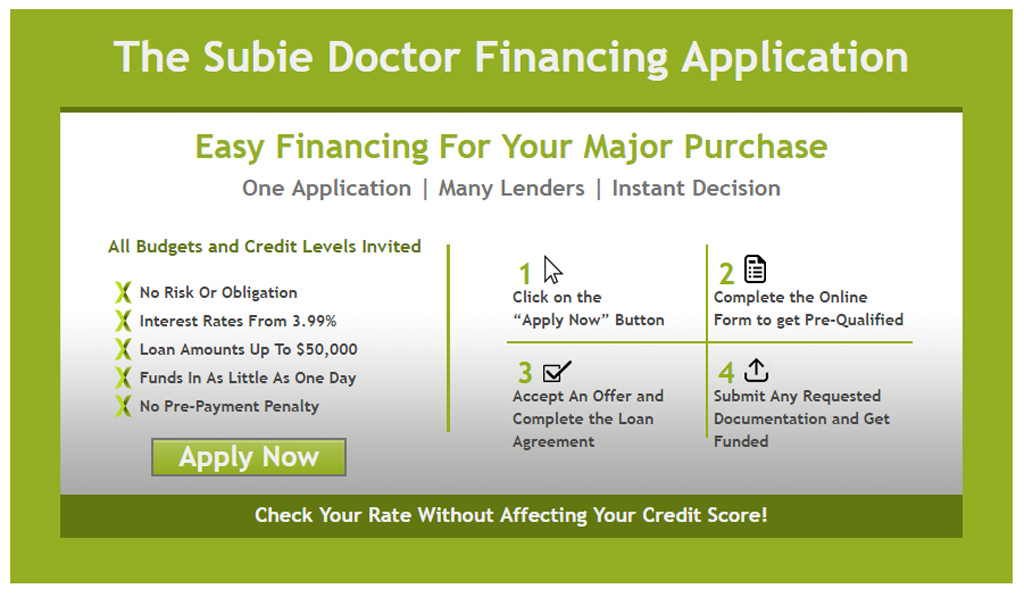 The Subie Doctor Financing Application
Easy Financing For Your Major Purchase
One Application | Many Lenders | Instant Decision
All Budgets and Credit Levels Invited
No Risk Or Obligation
Interest Rates From 3.99%
Loan Amounts Up To $50,000
Funds In As Little As One Day
No Pre-Payment Penalty
Apply Now
1
Click on the
“Apply Now” Button
2
Complete the Online
Form to get Pre-Qualified
3
Accept An Offer and
Complete the Loan
Agreement
4
Submit Any Requested
Documentation and Get
Funded
Check Your Rate Without Affecting Your Credit Score!